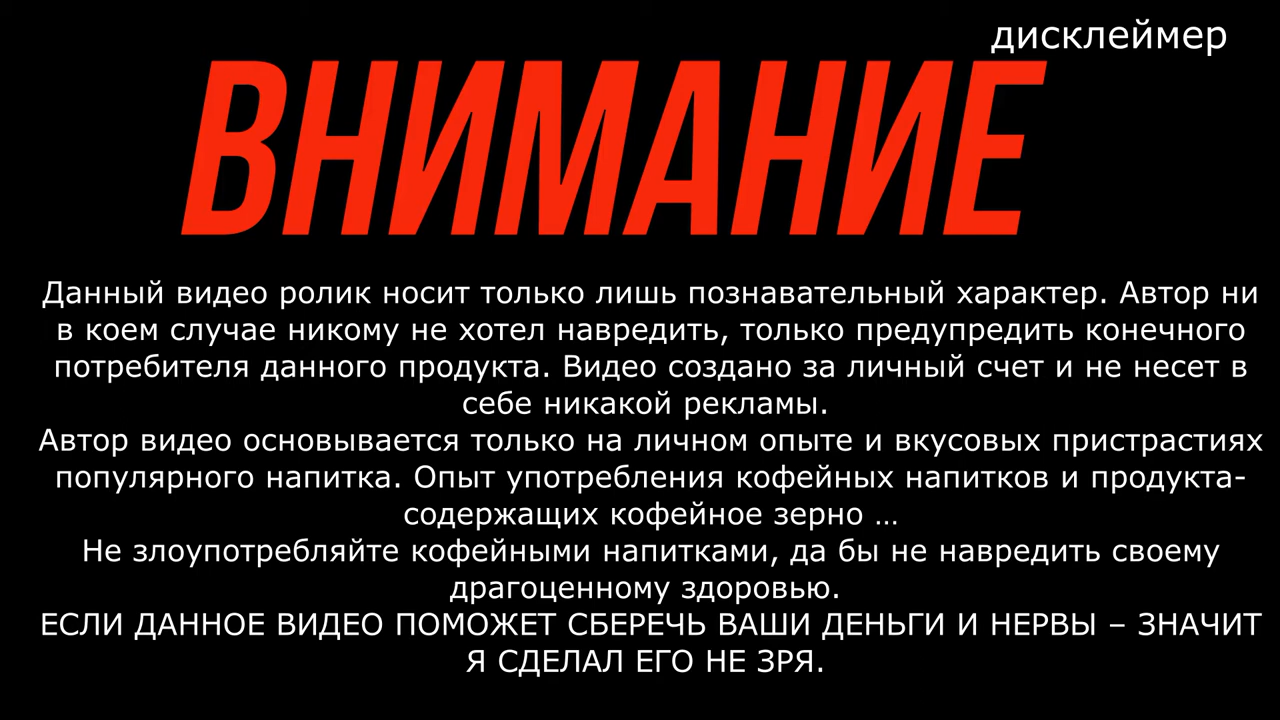 дисклеймер
ВНИМАНИЕ
Данный видео ролик носит только лишь познавательный характер. Автор ни
в коем случае никому не хотел навредить, только предупредить конечного
потребителя данного продукта. Видео создано за личный счет и не несет в
себе никакой рекламы.
Автор видео основывается только на личном опыте и вкусовых пристрастиях
популярного напитка. Опыт употребления кофейных напитков и продукта-
содержащих кофейное зерно …
Не злоупотребляйте кофейными напитками, да бы не навредить своему
драгоценному здоровью.
ЕСЛИ ДАННОЕ ВИДЕО ПОМОЖЕТ СБЕРЕЧЬ ВАШИ ДЕНЬГИ И НЕРВЫ – ЗНАЧИТ
Я СДЕЛАЛ ЕГО НЕ ЗРЯ.